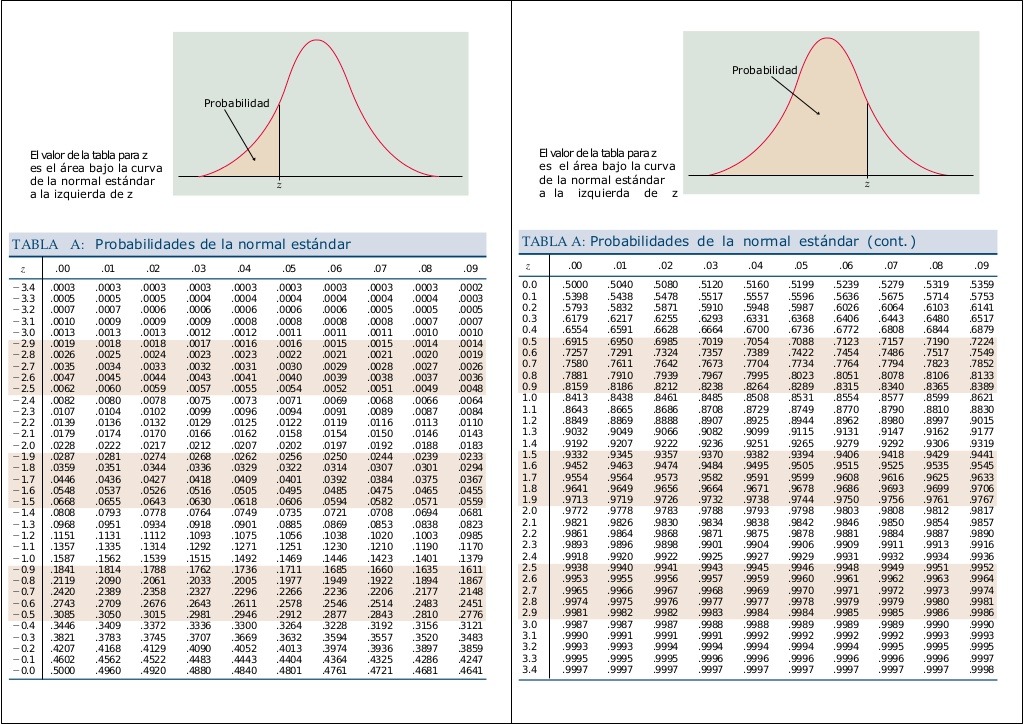 Probabilidad
El valor de la tabla para z
es el área bajo la curva
de la normal estándar
a la izquierda de z
z
TABLA A: Probabilidades de la normal estándar
z .00 .01 .02 .03 .04 .05 .06 .07 .08 .09
−3.4 .0003 .0003 .0003 .0003 .0003 .0003 .0003 .0003 .0003 .0002
−3.3 .0005 .0005 .0005 .0004 .0004 .0004 .0004 .0004 .0004 .0003
−3.2 .0007 .0007 .0006 .0006 .0006 .0006 .0006 .0005 .0005 .0005
−3.1 .0010 .0009 .0009 .0009 .0008 .0008 .0008 .0008 .0007 .0007
−3.0 .0013 .0013 .0013 .0012 .0012 .0011 .0011 .0011 .0010 .0010
−2.9 .0019 .0018 .0018 .0017 .0016 .0016 .0015 .0015 .0014 .0014
−2.8 .0026 .0025 .0024 .0023 .0023 .0022 .0021 .0021 .0020 .0019
−2.7 .0035 .0034 .0033 .0032 .0031 .0030 .0029 .0028 .0027 .0026
−2.6 .0047 .0045 .0044 .0043 .0041 .0040 .0039 .0038 .0037 .0036
−2.5 .0062 .0060 .0059 .0057 .0055 .0054 .0052 .0051 .0049 .0048
−2.4 .0082 .0080 .0078 .0075 .0073 .0071 .0069 .0068 .0066 .0064
−2.3 .0107 .0104 .0102 .0099 .0096 .0094 .0091 .0089 .0087 .0084
−2.2 .0139 .0136 .0132 .0129 .0125 .0122 .0119 .0116 .0113 .0110
−2.1 .0179 .0174 .0170 .0166 .0162 .0158 .0154 .0150 .0146 .0143
−2.0 .0228 .0222 .0217 .0212 .0207 .0202 .0197 .0192 .0188 .0183
−1.9 .0287 .0281 .0274 .0268 .0262 .0256 .0250 .0244 .0239 .0233
−1.8 .0359 .0351 .0344 .0336 .0329 .0322 .0314 .0307 .0301 .0294
−1.7 .0446 .0436 .0427 .0418 .0409 .0401 .0392 .0384 .0375 .0367
−1.6 .0548 .0537 .0526 .0516 .0505 .0495 .0485 .0475 .0465 .0455
−1.5 .0668 .0655 .0643 .0630 .0618 .0606 .0594 .0582 .0571 .0559
−1.4 .0808 .0793 .0778 .0764 .0749 .0735 .0721 .0708 .0694 .0681
−1.3 .0968 .0951 .0934 .0918 .0901 .0885 .0869 .0853 .0838 .0823
−1.2 .1151 .1131 .1112 .1093 .1075 .1056 .1038 .1020 .1003 .0985
−1.1 .1357 .1335 .1314 .1292 .1271 .1251 .1230 .1210 .1190 .1170
−1.0 .1587 .1562 .1539 .1515 .1492 .1469 .1446 .1423 .1401 .1379
−0.9 .1841 .1814 .1788 .1762 .1736 .1711 .1685 .1660 .1635 .1611
−0.8 .2119 .2090 .2061 .2033 .2005 .1977 .1949 .1922 .1894 .1867
−0.7 .2420 .2389 .2358 .2327 .2296 .2266 .2236 .2206 .2177 .2148
−0.6 .2743 .2709 .2676 .2643 .2611 .2578 .2546 .2514 .2483 .2451
−0.5 .3085 .3050 .3015 .2981 .2946 .2912 .2877 .2843 .2810 .2776
−0.4 .3446 .3409 .3372 .3336 .3300 .3264 .3228 .3192 .3156 .3121
−0.3 .3821 .3783 .3745 .3707 .3669 .3632 .3594 .3557 .3520 .3483
−0.2 .4207 .4168 .4129 .4090 .4052 .4013 .3974 .3936 .3897 .3859
−0.1 .4602 .4562 .4522 .4483 .4443 .4404 .4364 .4325 .4286 .4247
−0.0 .5000 .4960 .4920 .4880 .4840 .4801 .4761 .4721 .4681 .4641
Probabilidad
El valor de la tabla para z
es el área bajo la curva
de la normal estándar
a la izquierda de z
z
TABLA A: Probabilidades de la normal estándar (cont.)
z .00 .01 .02 .03 .04 .05 .06 .07 .08 .09
0.0 .5000 .5040 .5080 .5120 .5160 .5199 .5239 .5279 .5319 .5359
0.1 .5398 .5438 .5478 .5517 .5557 .5596 .5636 .5675 .5714 .5753
0.2 .5793 .5832 .5871 .5910 .5948 .5987 .6026 .6064 .6103 .6141
0.3 .6179 .6217 .6255 .6293 .6331 .6368 .6406 .6443 .6480 .6517
0.4 .6554 .6591 .6628 .6664 .6700 .6736 .6772 .6808 .6844 .6879
0.5 .6915 .6950 .6985 .7019 .7054 .7088 .7123 .7157 .7190 .7224
0.6 .7257 .7291 .7324 .7357 .7389 .7422 .7454 .7486 .7517 .7549
0.7 .7580 .7611 .7642 .7673 .7704 .7734 .7764 .7794 .7823 .7852
0.8 .7881 .7910 .7939 .7967 .7995 .8023 .8051 .8078 .8106 .8133
0.9 .8159 .8186 .8212 .8238 .8264 .8289 .8315 .8340 .8365 .8389
1.0 .8413 .8438 .8461 .8485 .8508 .8531 .8554 .8577 .8599 .8621
1.1 .8643 .8665 .8686 .8708 .8729 .8749 .8770 .8790 .8810 .8830
1.2 .8849 .8869 .8888 .8907 .8925 .8944 .8962 .8980 .8997 .9015
1.3 .9032 .9049 .9066 .9082 .9099 .9115 .9131 .9147 .9162 .9177
1.4 .9192 .9207 .9222 .9236 .9251 .9265 .9279 .9292 .9306 .9319
1.5 .9332 .9345 .9357 .9370 .9382 .9394 .9406 .9418 .9429 .9441
1.6 .9452 .9463 .9474 .9484 .9495 .9505 .9515 .9525 .9535 .9545
1.7 .9554 .9564 .9573 .9582 .9591 .9599 .9608 .9616 .9625 .9633
1.8 .9641 .9649 .9656 .9664 .9671 .9678 .9686 .9693 .9699 .9706
1.9 .9713 .9719 .9726 .9732 .9738 .9744 .9750 .9756 .9761 .9767
2.0 .9772 .9778 .9783 .9788 .9793 .9798 .9803 .9808 .9812 .9817
2.1 .9821 .9826 .9830 .9834 .9838 .9842 .9846 .9850 .9854 .9857
2.2 .9861 .9864 .9868 .9871 .9875 .9878 .9881 .9884 .9887 .9890
2.3 .9893 .9896 .9898 .9901 .9904 .9906 .9909 .9911 .9913 .9916
2.4 .9918 .9920 .9922 .9925 .9927 .9929 .9931 .9932 .9934 .9936
2.5 .9938 .9940 .9941 .9943 .9945 .9946 .9948 .9949 .9951 .9952
2.6 .9953 .9955 .9956 .9957 .9959 .9960 .9961 .9962 .9963 .9964
2.7 .9965 .9966 .9967 .9968 .9969 .9970 .9971 .9972 .9973 .9974
2.8 .9974 .9975 .9976 .9977 .9977 .9978 .9979 .9979 .9980 .9981
2.9 .9981 .9982 .9982 .9983 .9984 .9984 .9985 .9985 .9986 .9986
3.0 .9987 .9987 .9987 .9988 .9988 .9989 .9989 .9989 .9990 .9990
3.1 .9990 .9991 .9991 .9991 .9992 .9992 .9992 .9992 .9993 .9993
3.2 .9993 .9993 .9994 .9994 .9994 .9994 .9994 .9995 .9995 .9995
3.3 .9995 .9995 .9995 .9996 .9996 .9996 .9996 .9996 .9996 .9997
3.4 .9997 .9997 .9997 .9997 .9997 .9997 .9997 .9997 .9997 .9998